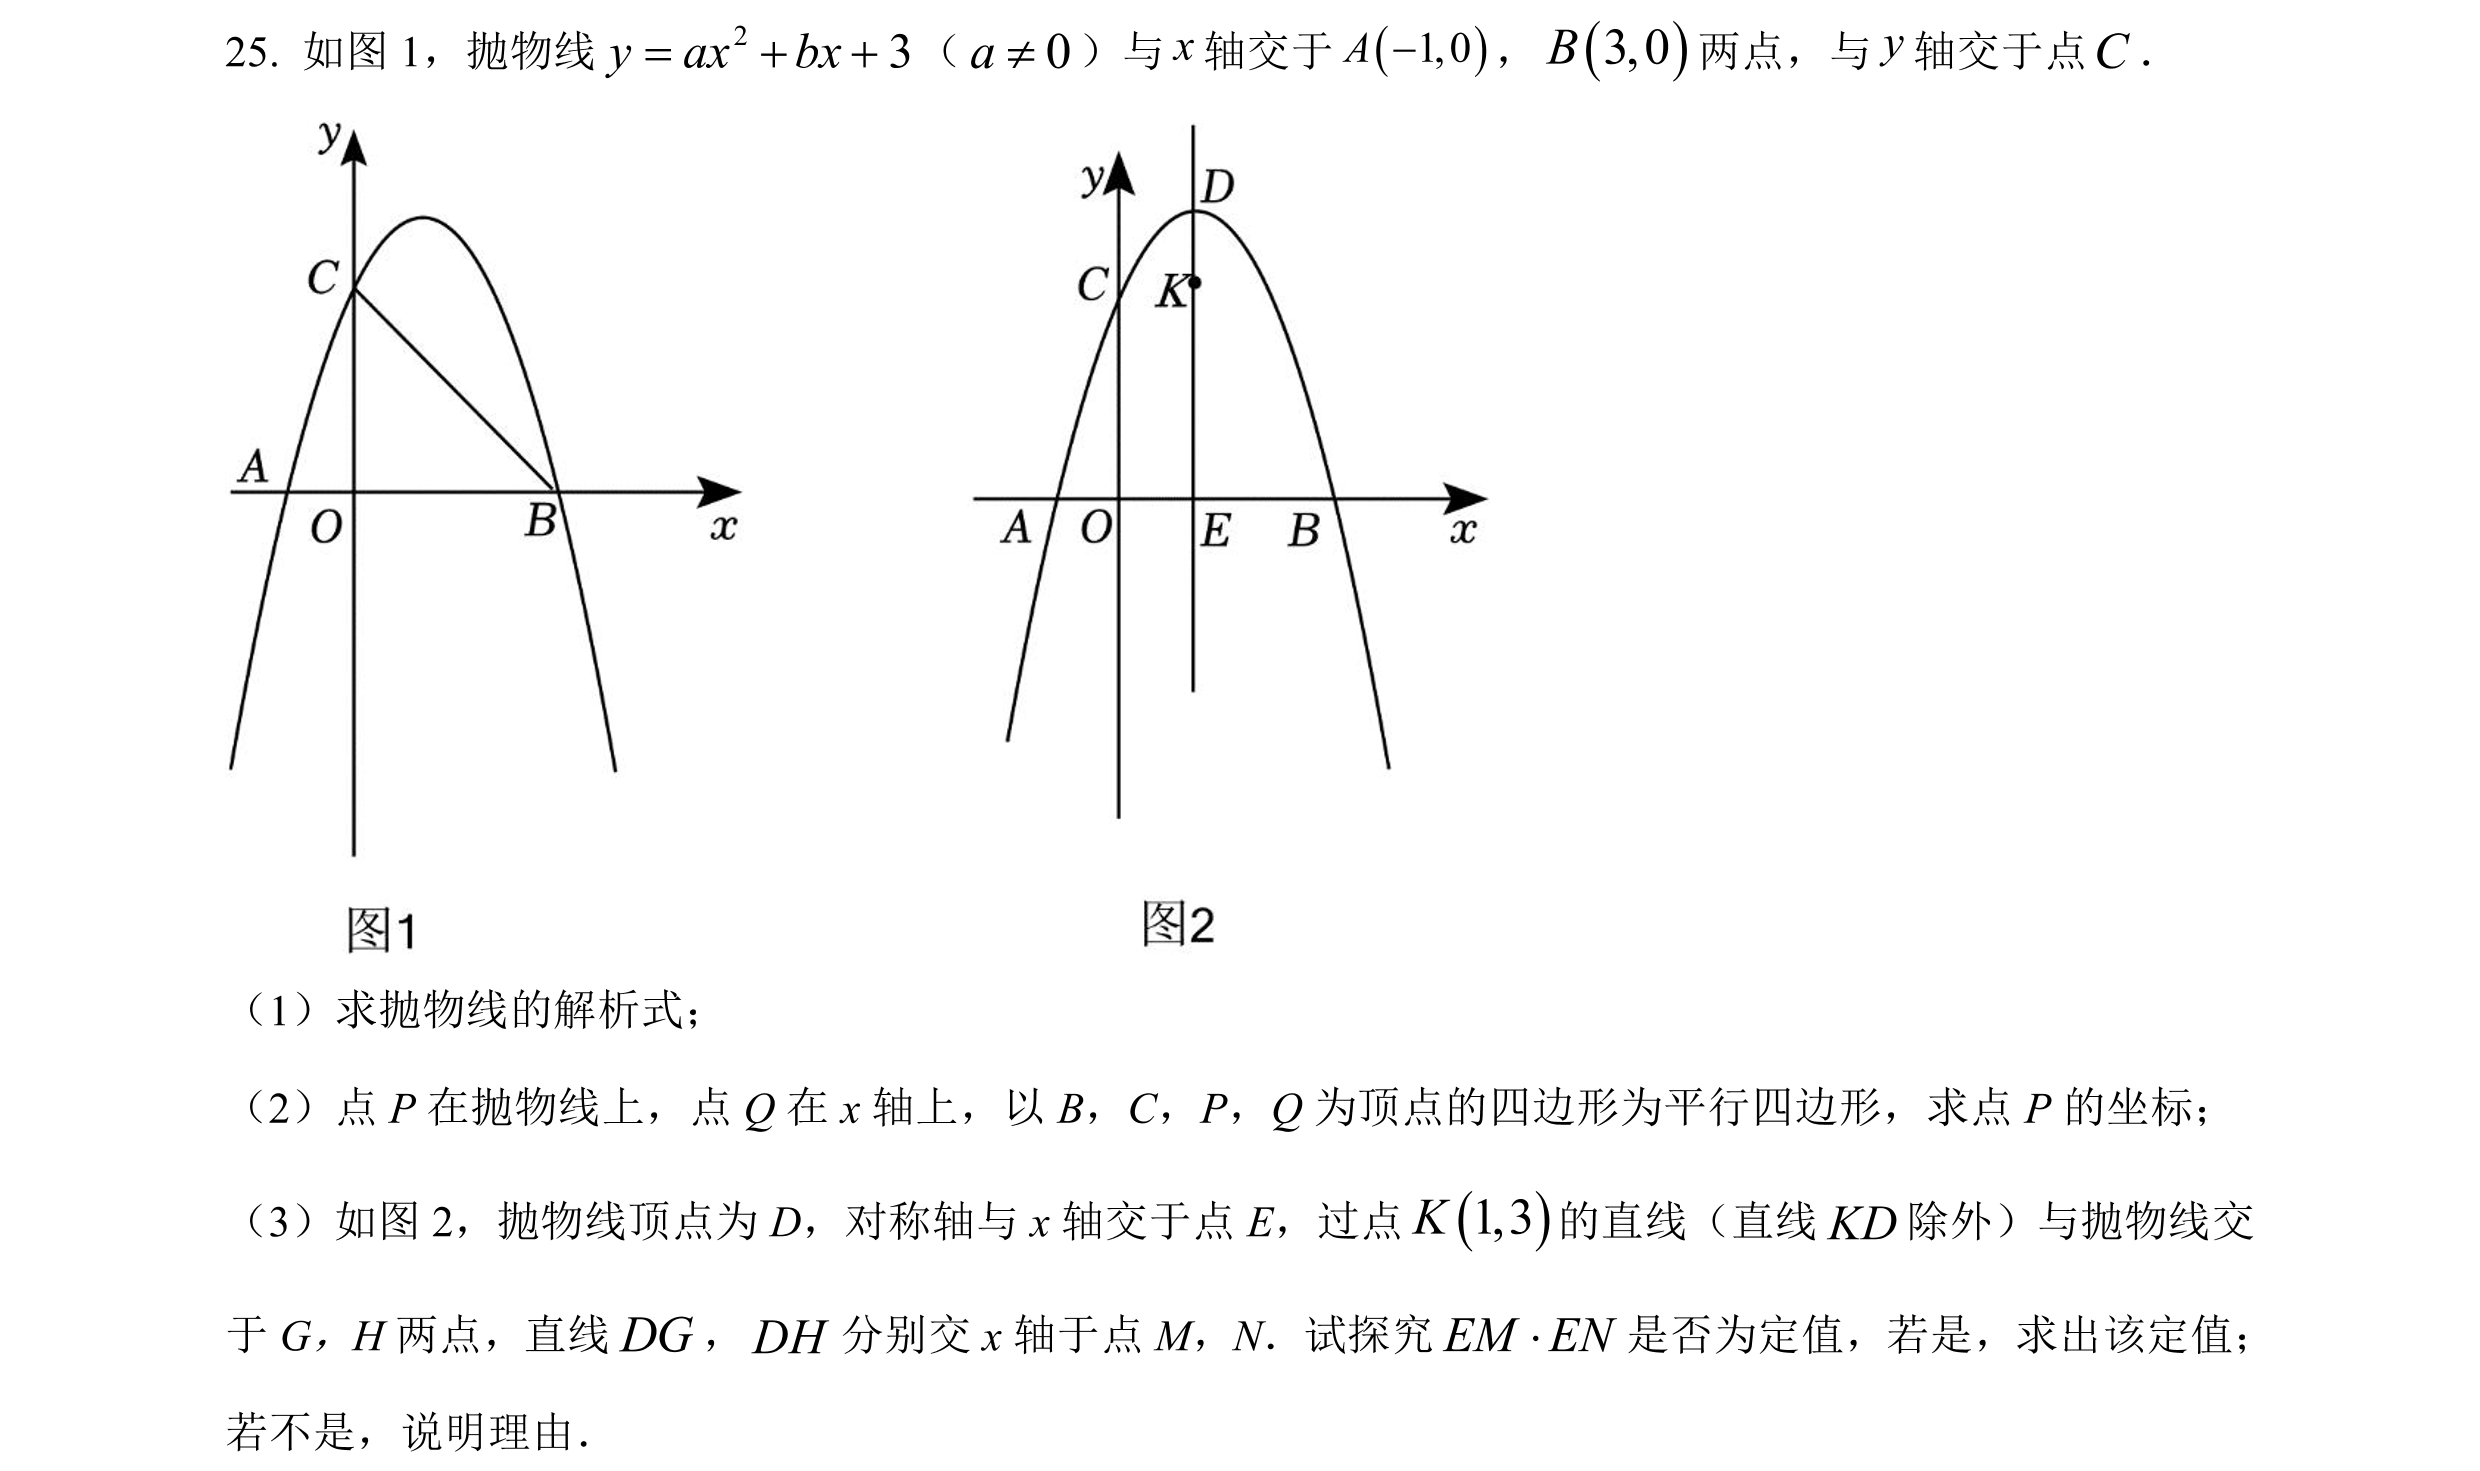 25. 如图 1，抛物线 y = ax² + bx + 3（a ≠ 0）与 x 轴交于 A(−1,0)，B(3,0) 两点，与 y 轴交于点 C．
y
C
A
O
B
x
图1
y
D
C
K
A
O
E
B
x
图2
（1）求抛物线的解析式；
（2）点 P 在抛物线上，点 Q 在 x 轴上，以 B，C，P，Q 为顶点的四边形为平行四边形，求点 P 的坐标；
（3）如图 2，抛物线顶点为 D，对称轴与 x 轴交于点 E，过点 K(1,3) 的直线（直线 KD 除外）与抛物线交
于 G，H 两点，直线 DG，DH 分别交 x 轴于点 M，N．试探究 EM · EN 是否为定值，若是，求出该定值；
若不是，说明理由．